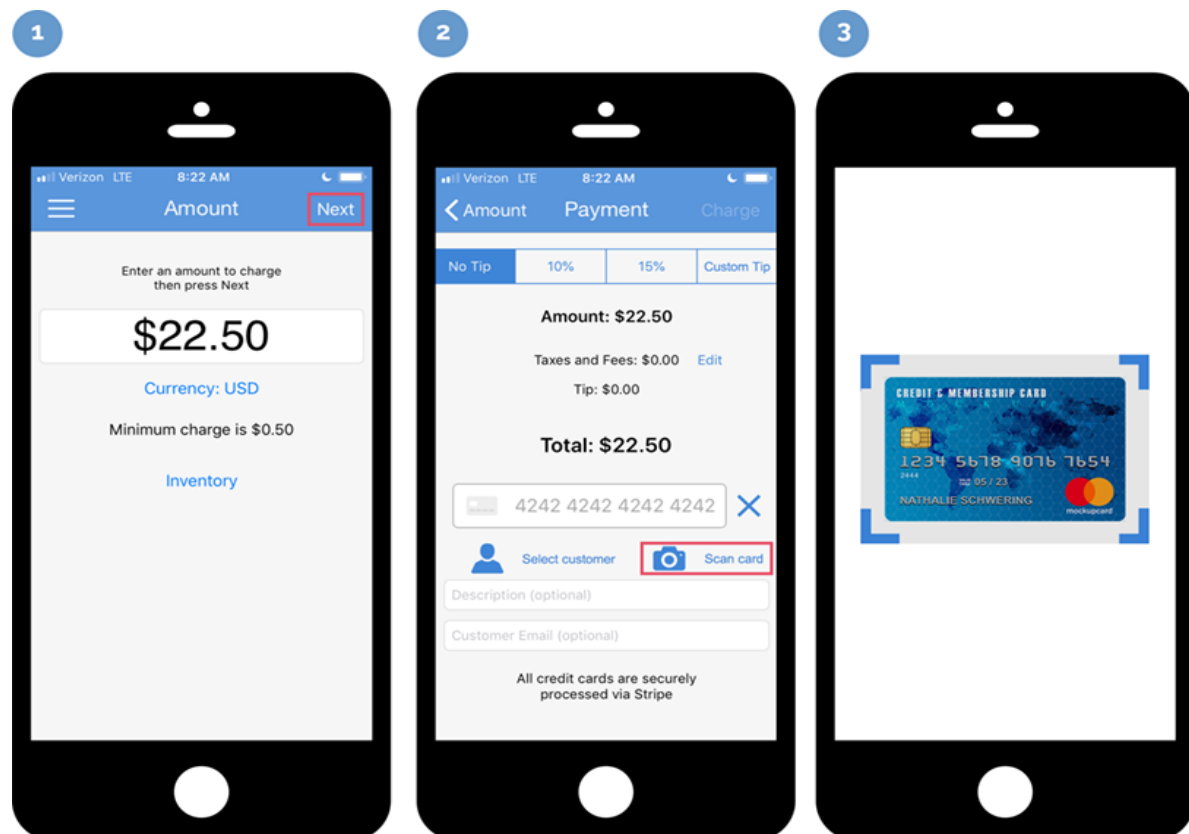 1
Verizon LTE 8:22 AM
Amount Next
Enter an amount to charge
then press Next
$22.50
Currency: USD
Minimum charge is $0.50
Inventory
2
Verizon LTE 8:22 AM
Amount Payment Charge
No Tip 10% 15% Custom Tip
Amount: $22.50
Taxes and Fees: $0.00 Edit
Tip: $0.00
Total: $22.50
4242 4242 4242 4242
Select customer Scan card
Description (optional)
Customer Email (optional)
All credit cards are securely
processed via Stripe
3
CREDIT & MEMBERSHIP CARD
1234 5678 9076 7654
2444
05 / 23
NATHALIE SCHWERING
mockupcard